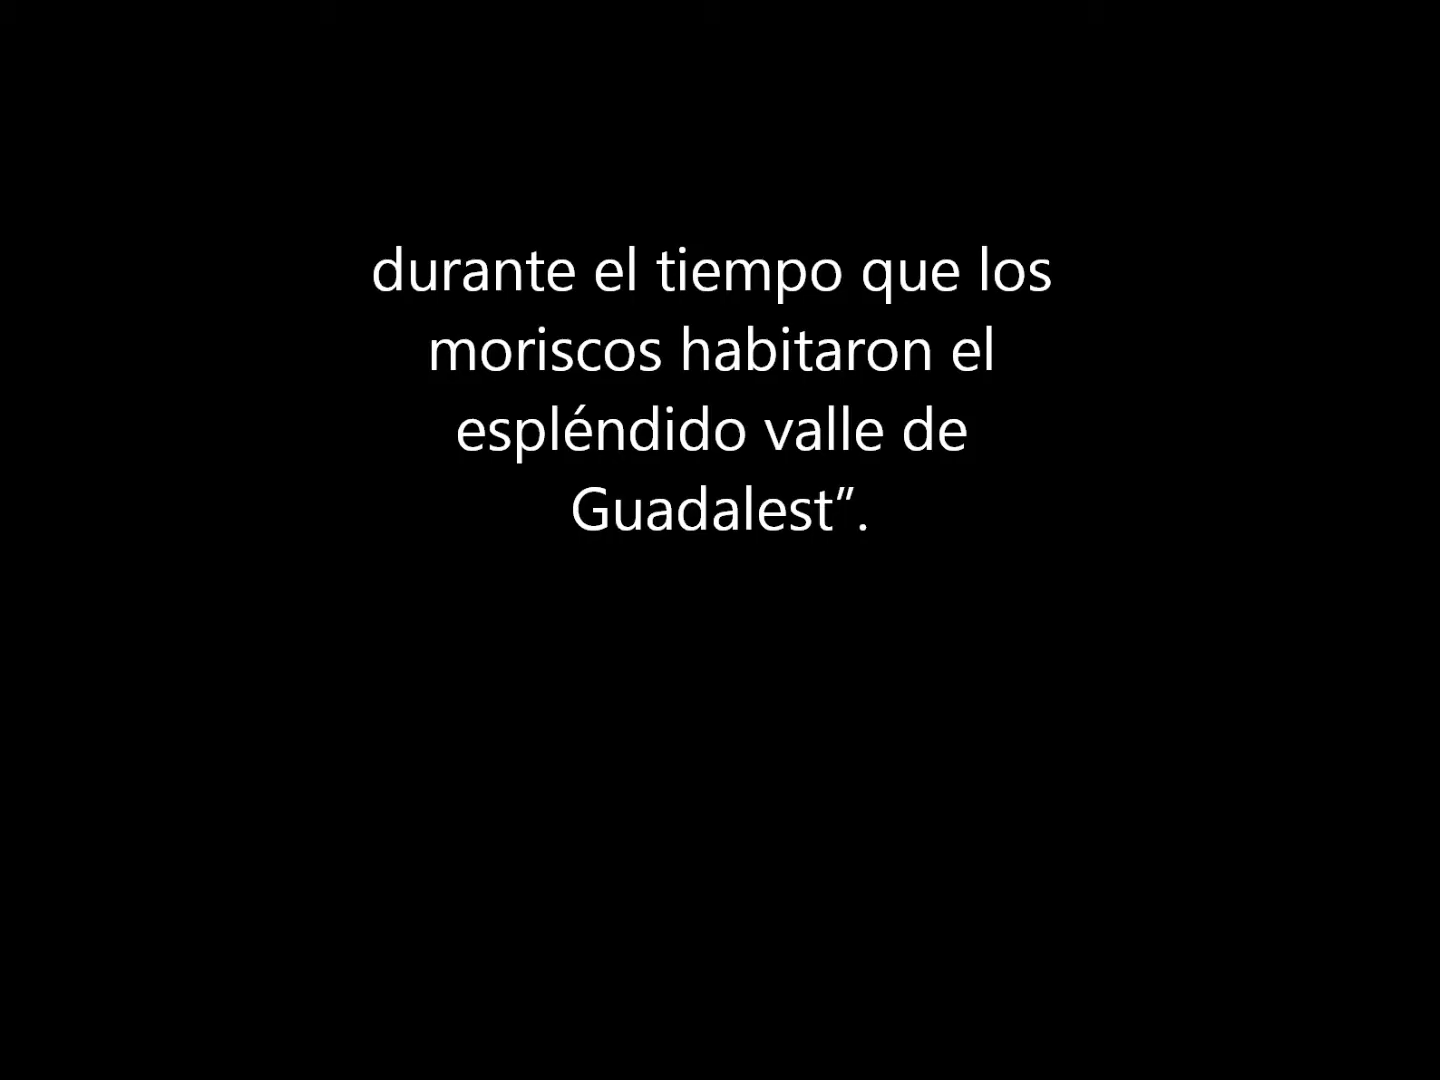 durante el tiempo que los
moriscos habitaron el
espléndido valle de
Guadalest”.